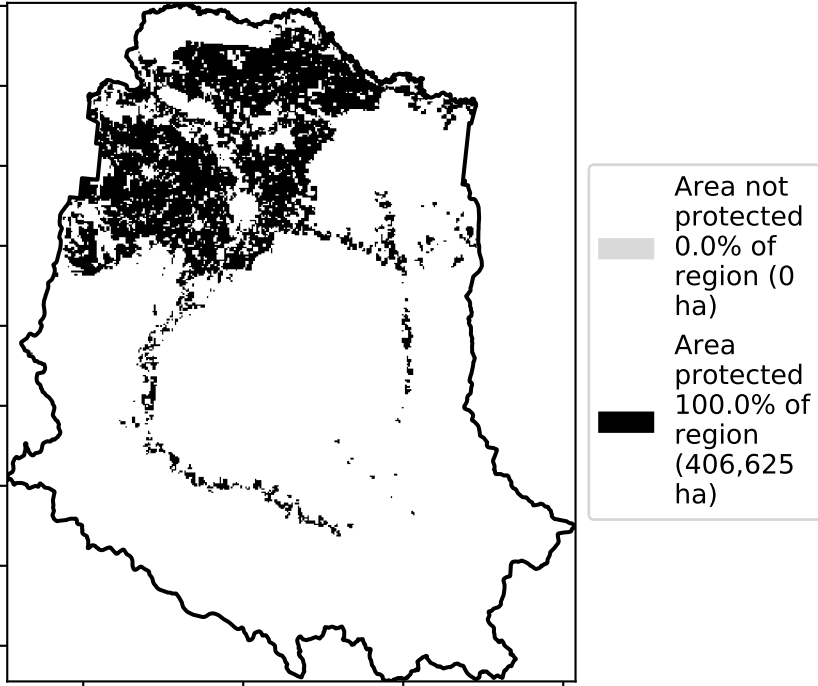 Area not
protected
0.0% of
region (0
ha)
Area
protected
100.0% of
region
(406,625
ha)